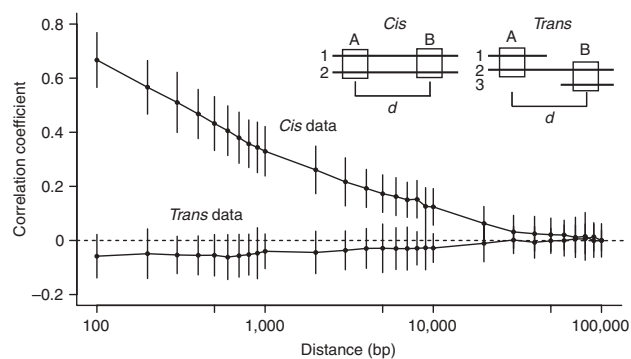 Cis
Trans
A
B
A
B
1
2
1
2
3
d
d
0.8
0.6
0.4
0.2
0
–0.2
Correlation coefficient
Cis data
Trans data
100
1,000
10,000
100,000
Distance (bp)